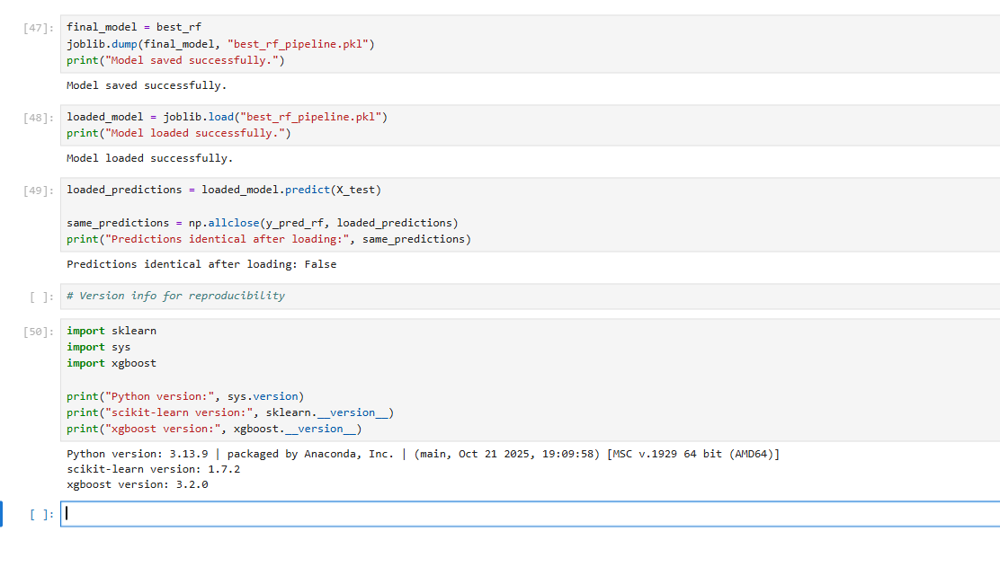 [47]: final_model = best_rf
joblib.dump(final_model, "best_rf_pipeline.pkl")
print("Model saved successfully.")
Model saved successfully.
[48]: loaded_model = joblib.load("best_rf_pipeline.pkl")
print("Model loaded successfully.")
Model loaded successfully.
[49]: loaded_predictions = loaded_model.predict(X_test)
same_predictions = np.allclose(y_pred_rf, loaded_predictions)
print("Predictions identical after loading:", same_predictions)
Predictions identical after loading: False
[ ]: # Version info for reproducibility
[50]: import sklearn
import sys
import xgboost
print("Python version:", sys.version)
print("scikit-learn version:", sklearn.__version__)
print("xgboost version:", xgboost.__version__)
Python version: 3.13.9 | packaged by Anaconda, Inc. | (main, Oct 21 2025, 19:09:58) [MSC v.1929 64 bit (AMD64)]
scikit-learn version: 1.7.2
xgboost version: 3.2.0
[ ]: